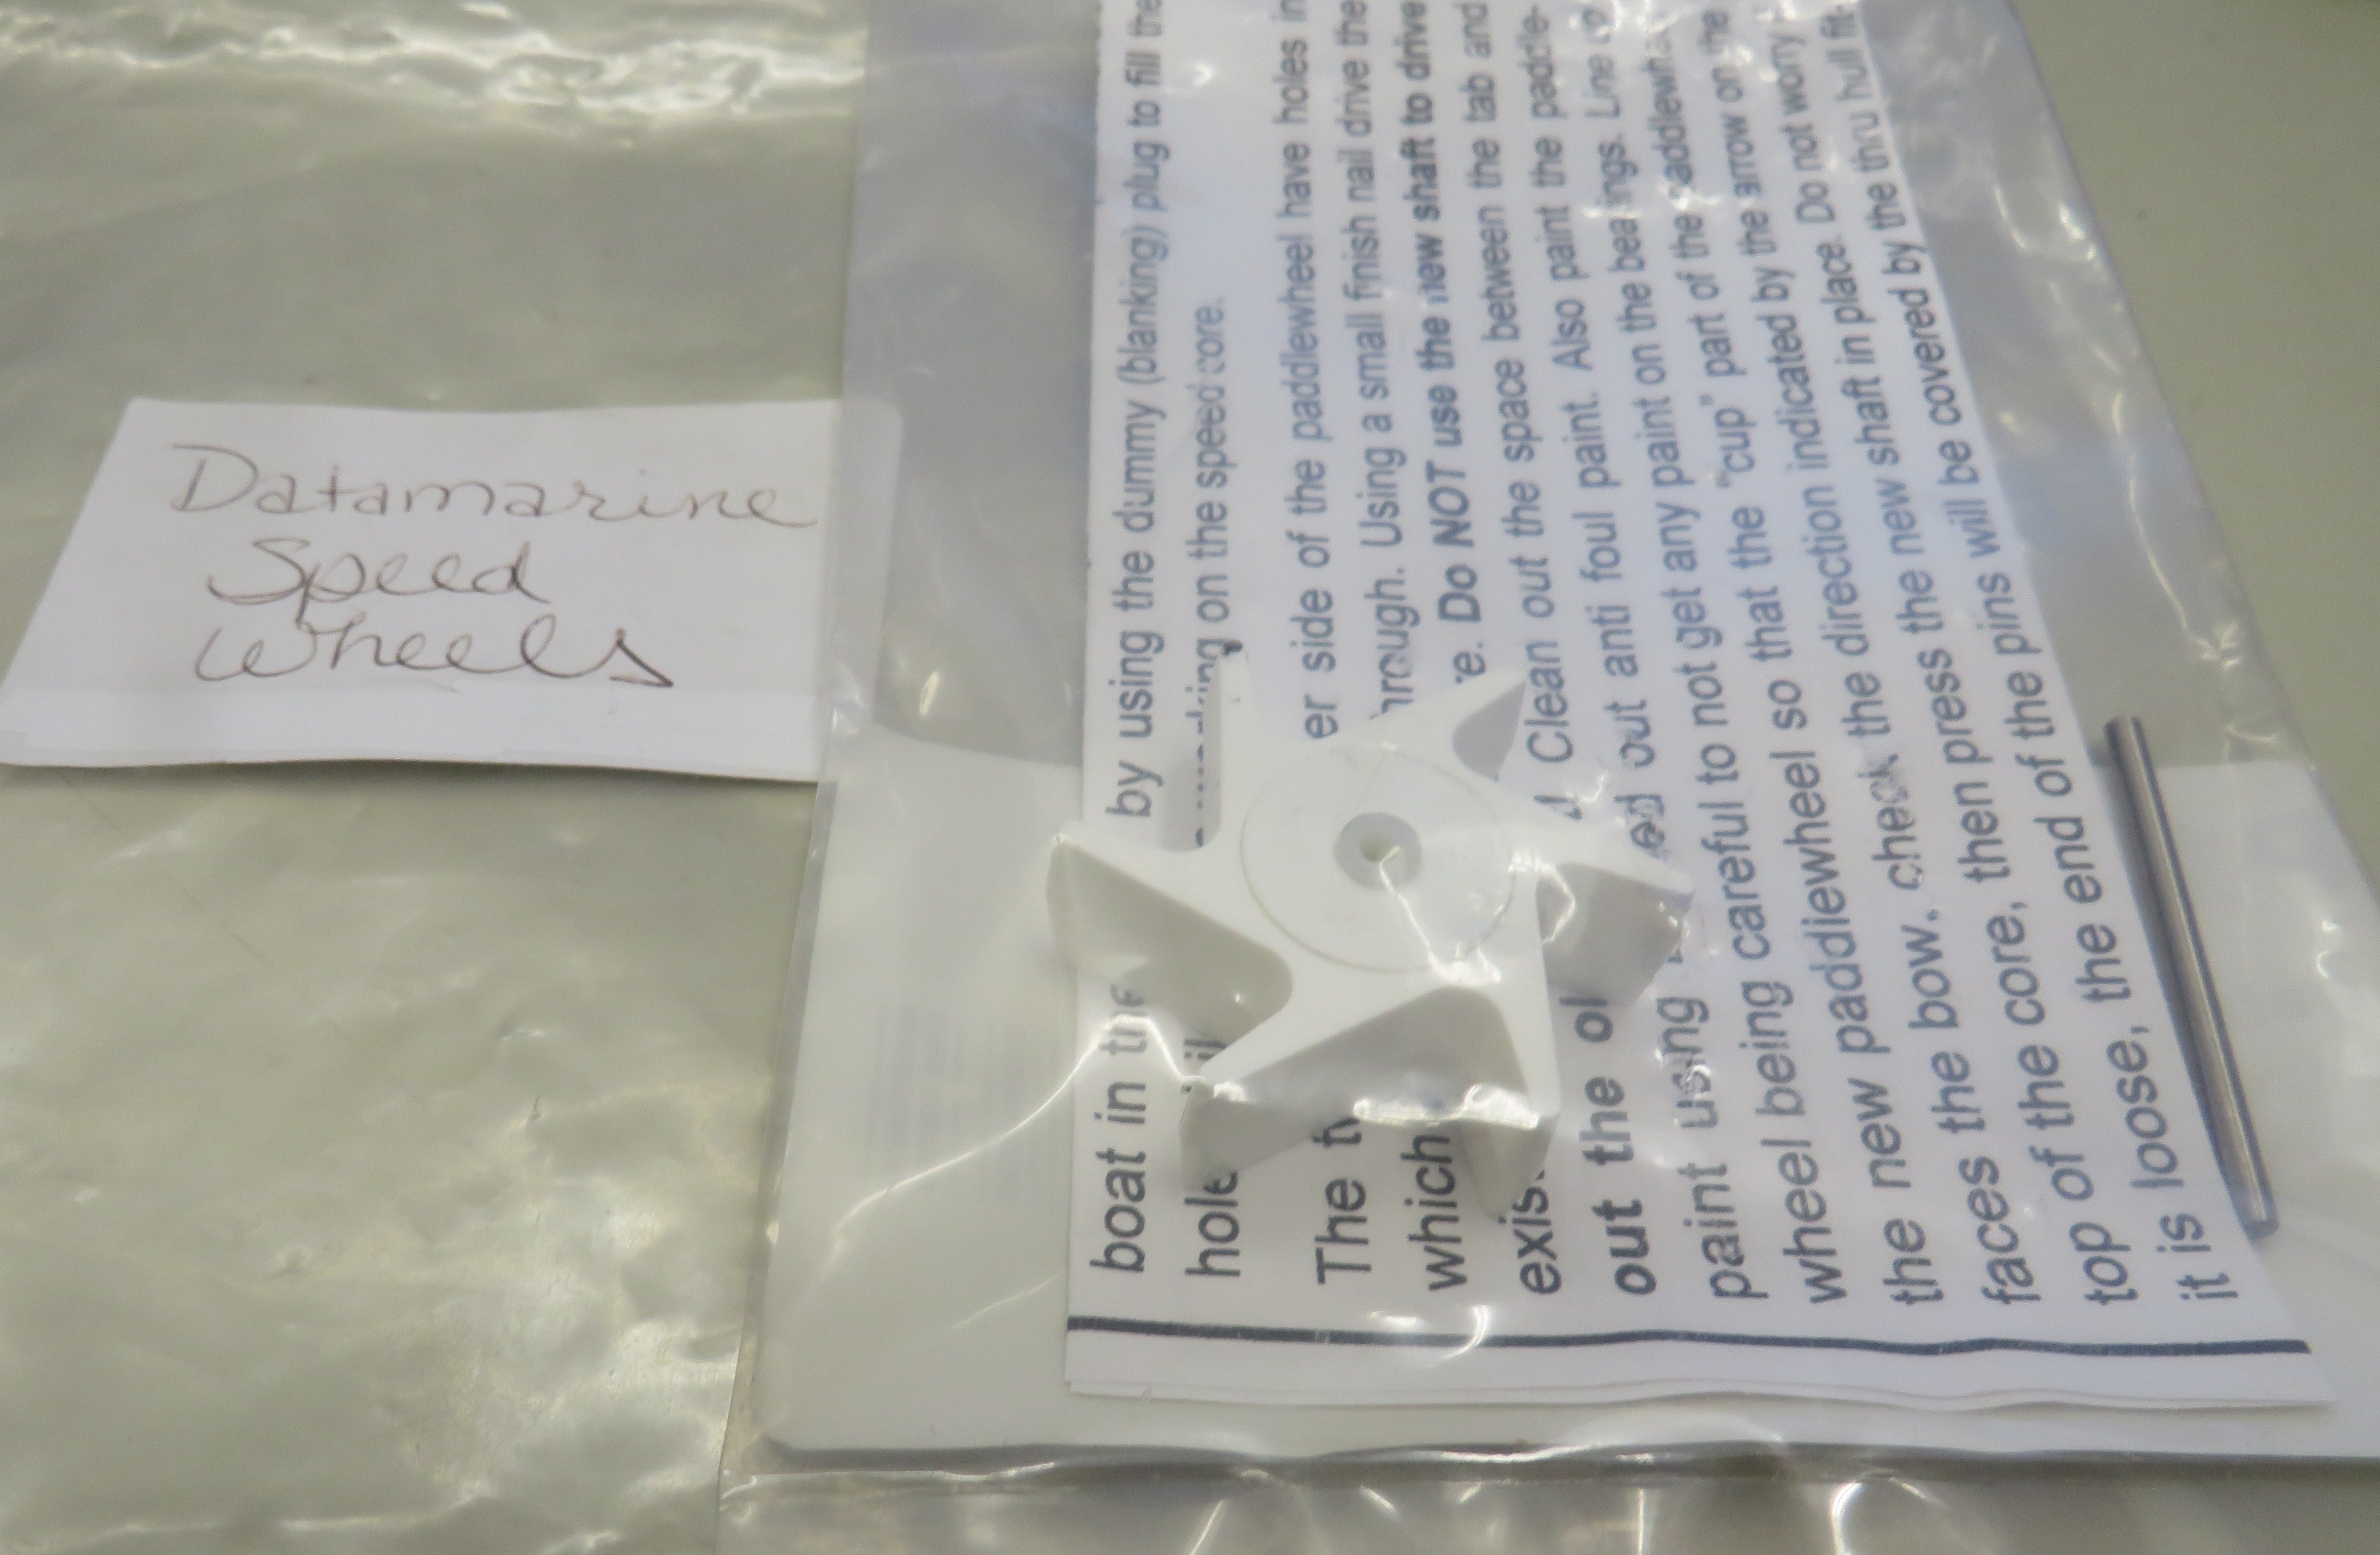 Datamarine
Speed
Wheels
boat in the by using the dummy (blanking) plug to fill the
hole working on the speed core.
The er side of the paddlewheel have holes in
which through. Using a small finish nail drive the
Do NOT use the new shaft to drive
out the Clean out the space between the tab and
paint using out anti foul paint. Also paint the paddle-
wheel being careful to not get any paint on the bearings. Line up
the new paddlewheel so that the "cup" part of the paddlewheel
faces the bow, check the direction indicated by the arrow on the
top of the core, then press the new shaft in place. Do not worry if
it is loose, the end of the pins will be covered by the thru hull fit-